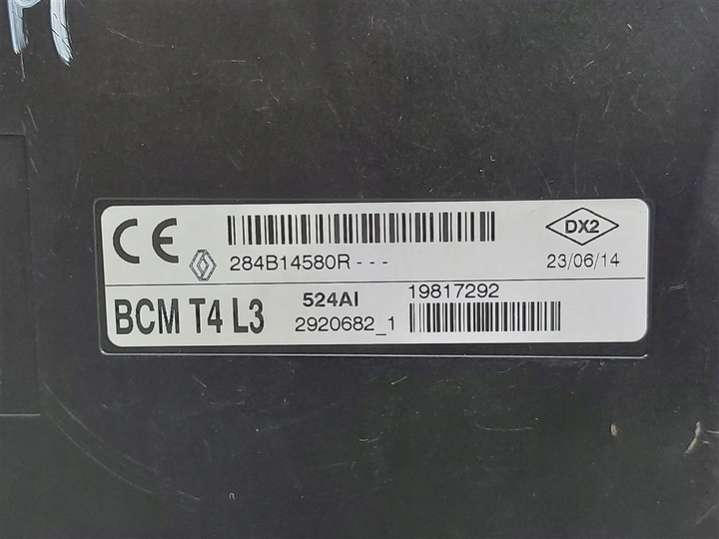 CE
284B14580R - - -
DX2
23/06/14
BCM T4 L3
524AI
2920682_1
19817292